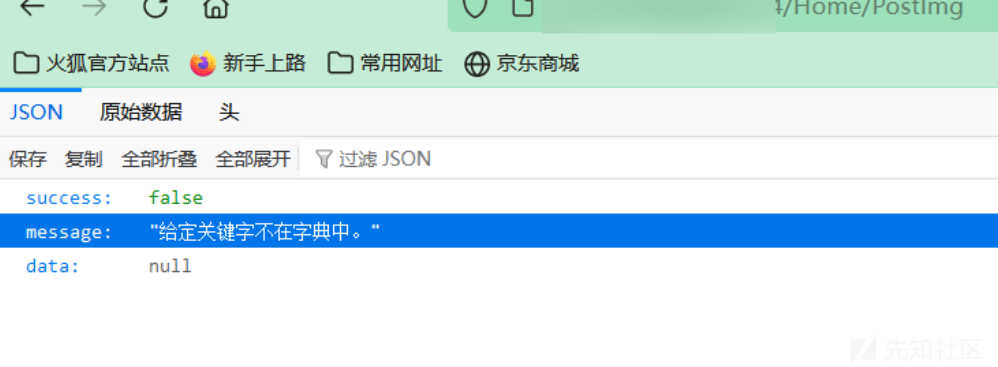 4/Home/PostImg
火狐官方站点 新手上路 常用网址 京东商城
JSON 原始数据 头
保存 复制 全部折叠 全部展开 过滤 JSON
success: false
message: "给定关键字不在字典中。"
data: null
先知社区